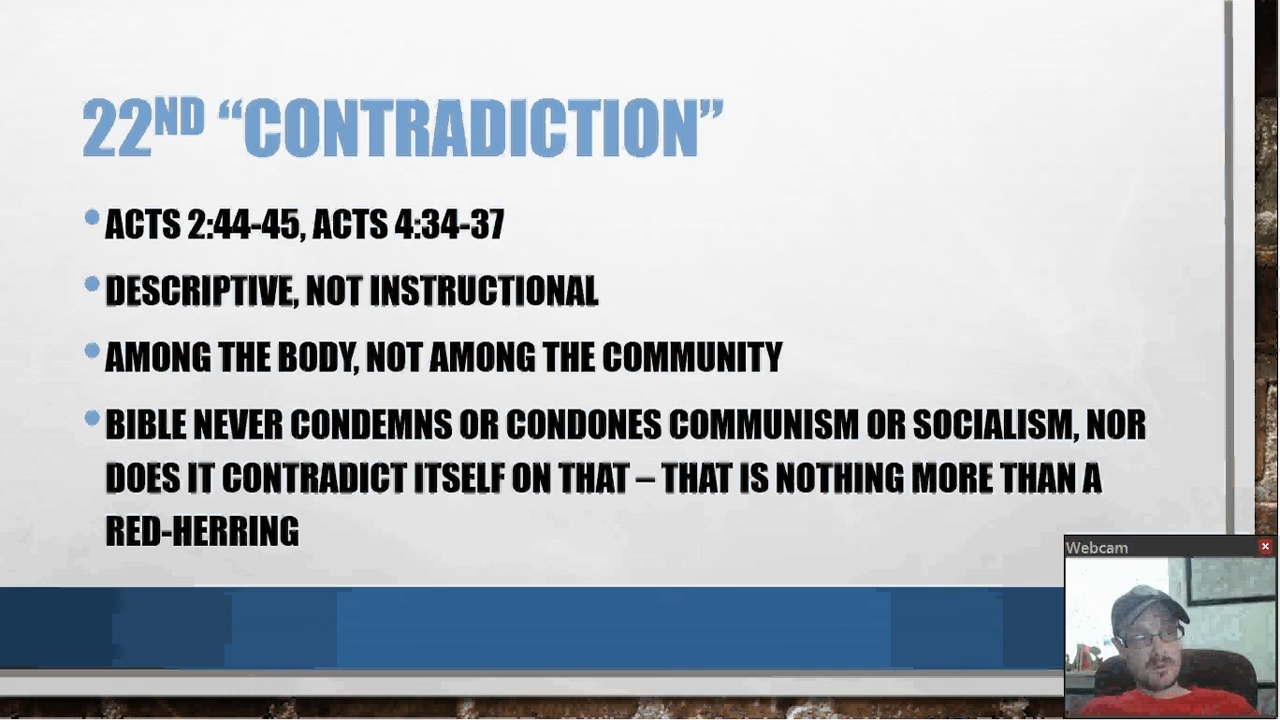 22ND “CONTRADICTION”
ACTS 2:44-45, ACTS 4:34-37
DESCRIPTIVE, NOT INSTRUCTIONAL
AMONG THE BODY, NOT AMONG THE COMMUNITY
BIBLE NEVER CONDEMNS OR CONDONES COMMUNISM OR SOCIALISM, NOR
DOES IT CONTRADICT ITSELF ON THAT – THAT IS NOTHING MORE THAN A
RED-HERRING
Webcam